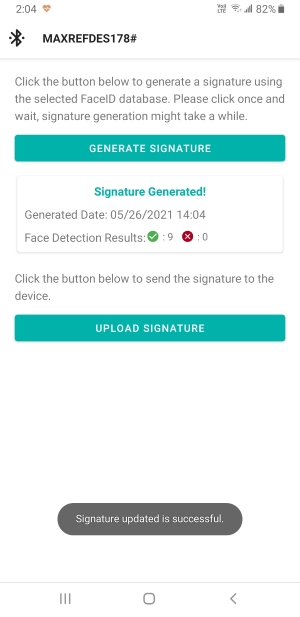 2:04 82%
MAXREFDES178#
Click the button below to generate a signature using
the selected FaceID database. Please click once and
wait, signature generation might take a while.
GENERATE SIGNATURE
Signature Generated!
Generated Date: 05/26/2021 14:04
Face Detection Results: : 9 : 0
Click the button below to send the signature to the
device.
UPLOAD SIGNATURE
Signature updated is successful.